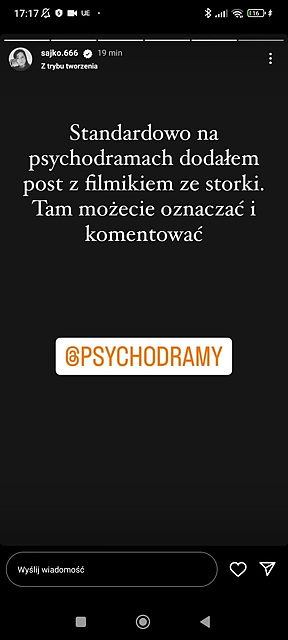 17:17 UE 16
sajko.666 19 min
Z trybu tworzenia
Standardowo na
psychodramach dodałem
post z filmikiem ze storki.
Tam możecie oznaczać i
komentować
@PSYCHODRAMY
Wyślij wiadomość